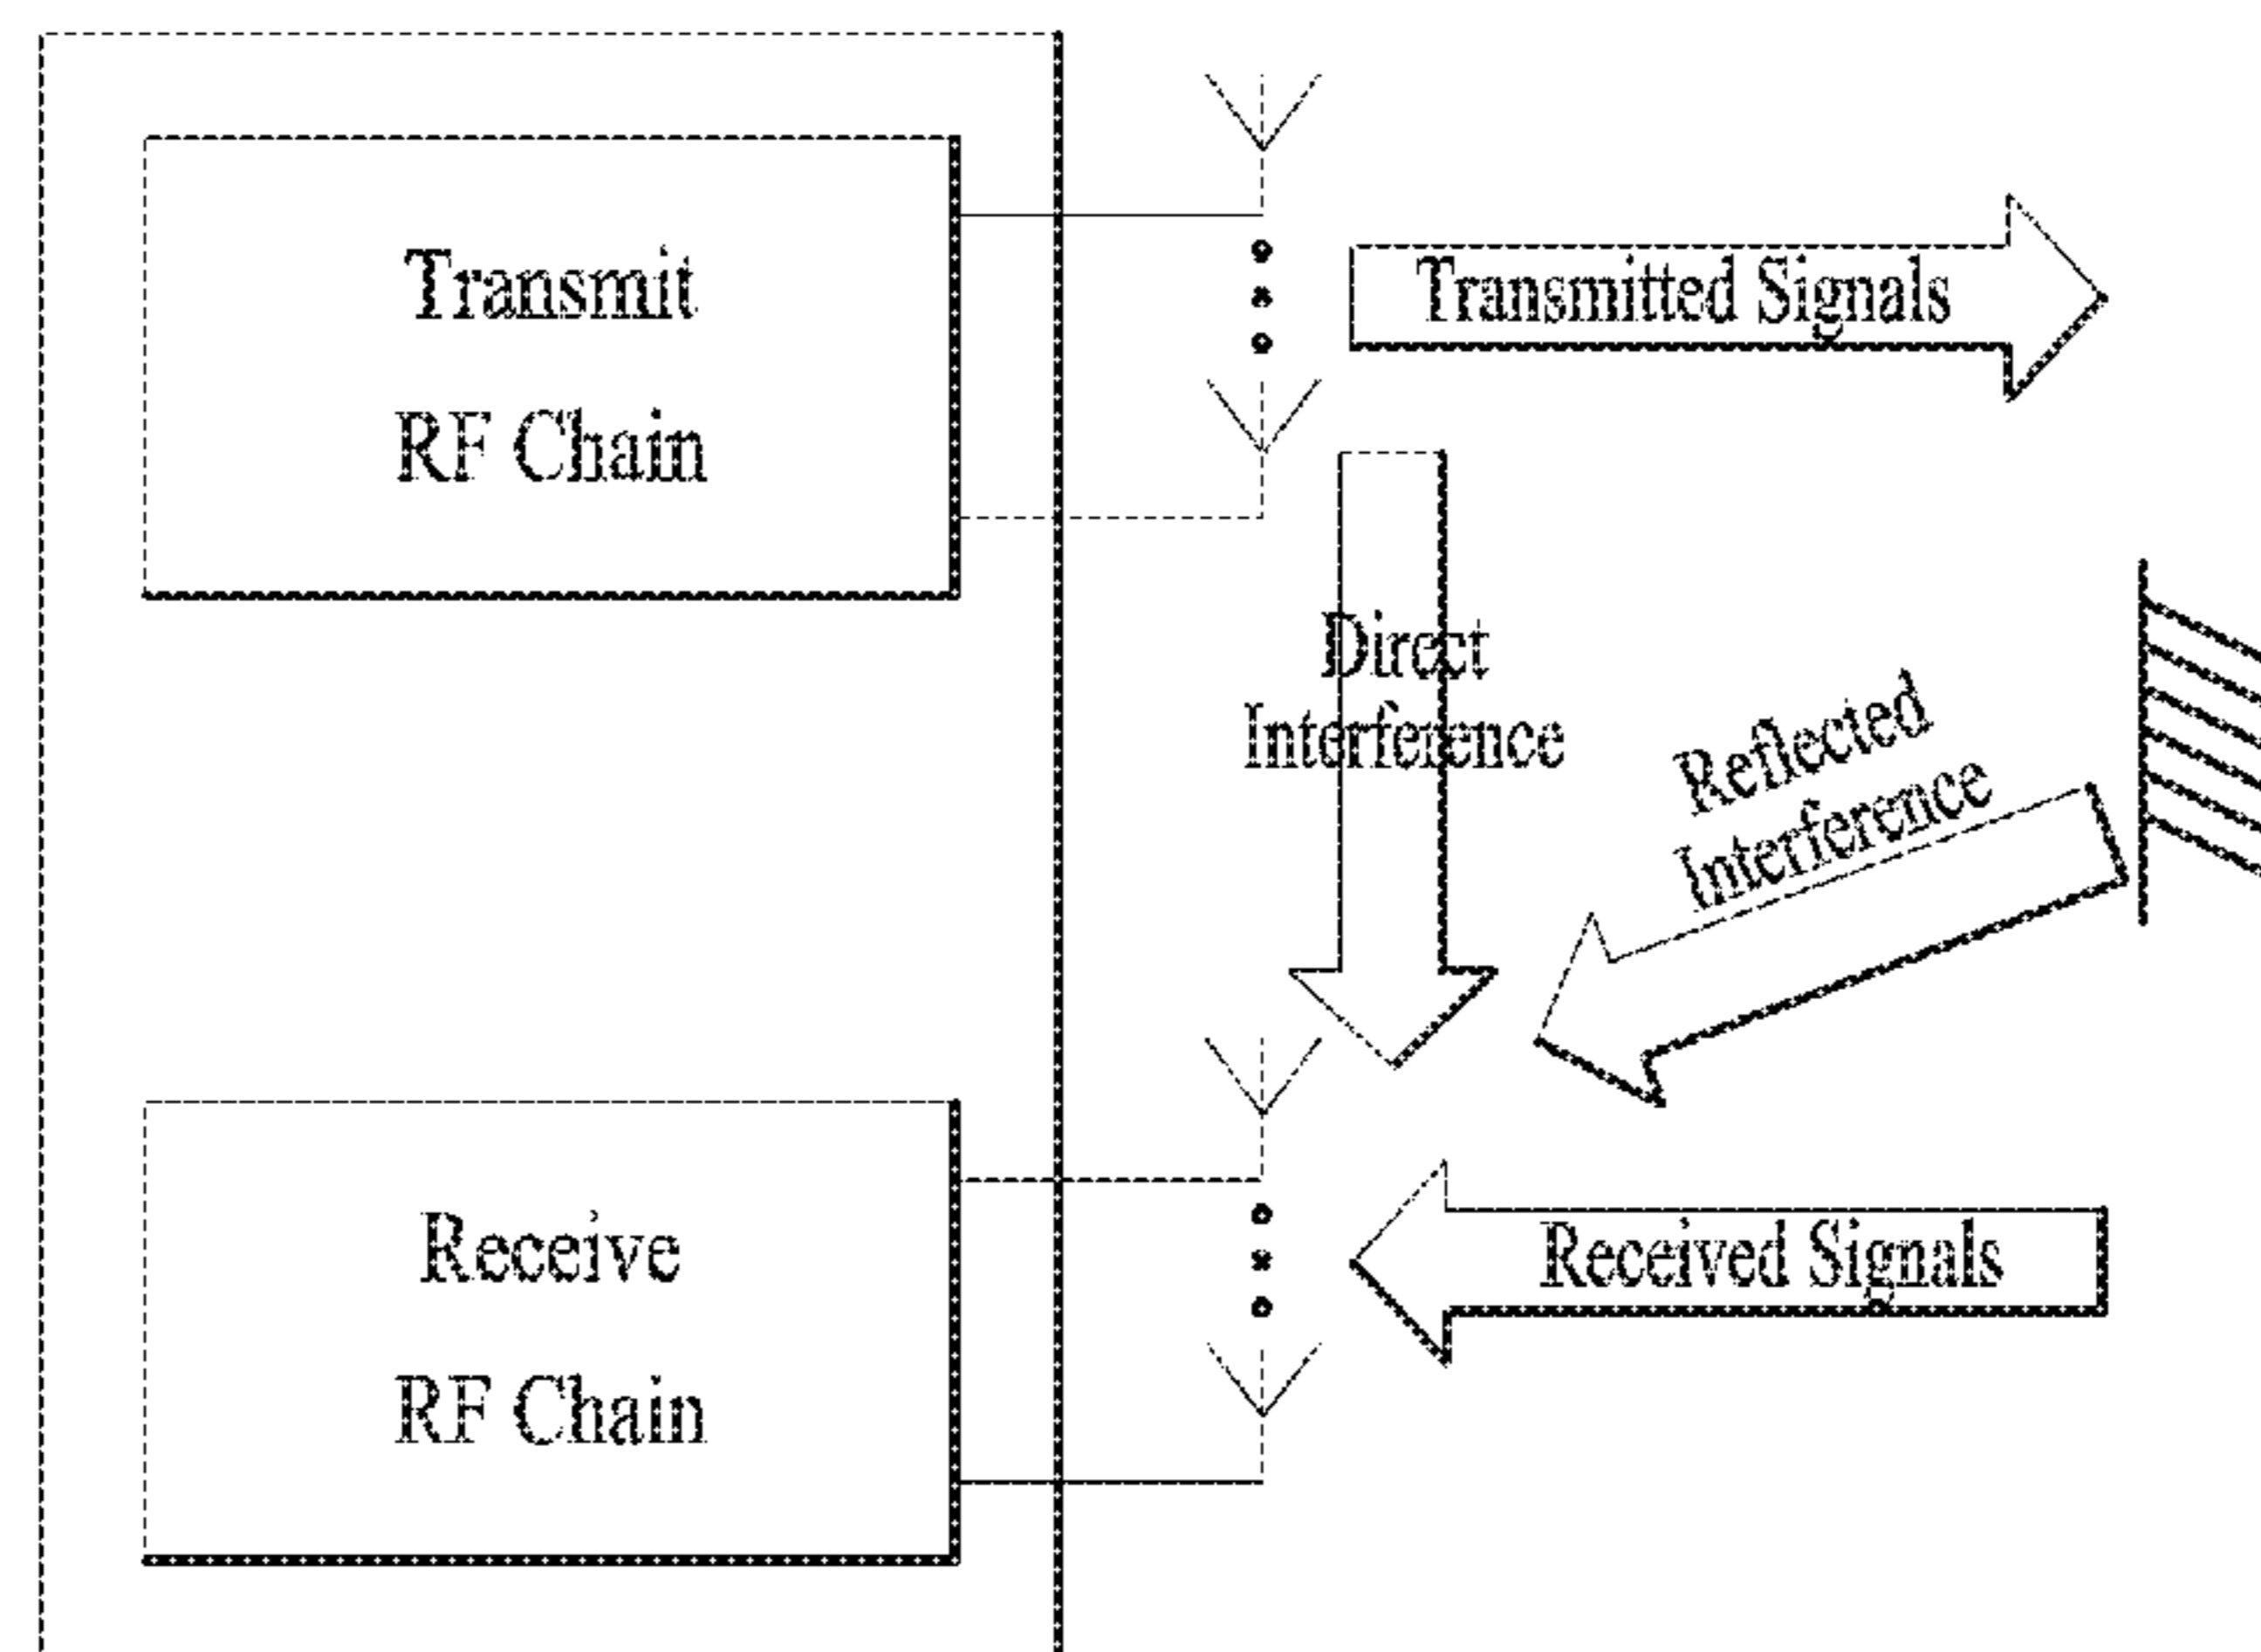 Transmit
RF Chain
Transmitted Signals
Direct
Interference
Reflected
Interference
Receive
RF Chain
Received Signals